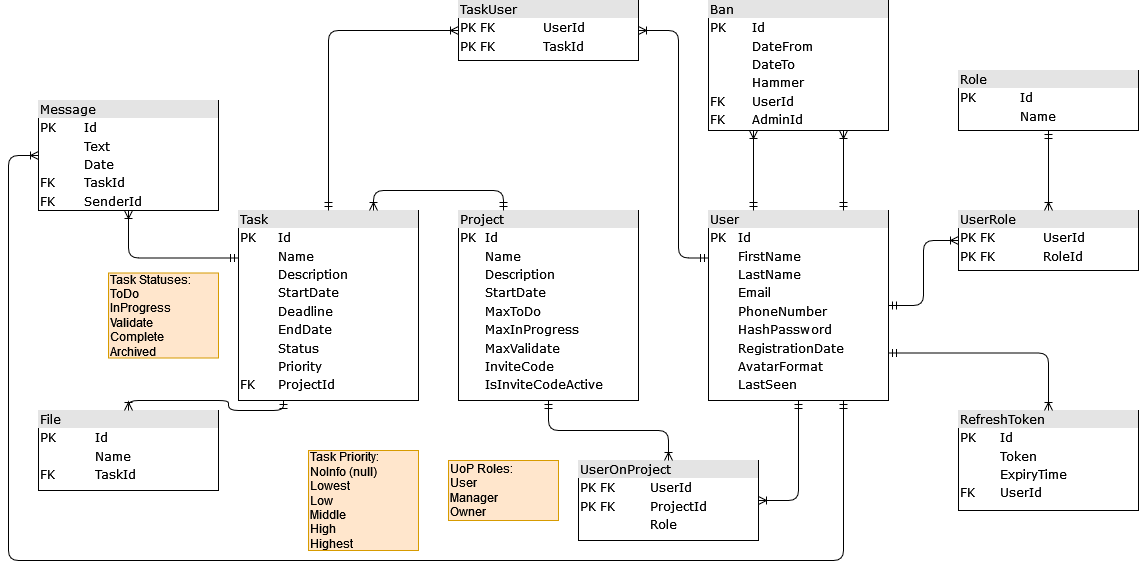 TaskUser
PK FK UserId
PK FK TaskId
Ban
PK Id
DateFrom
DateTo
Hammer
FK UserId
FK AdminId
Role
PK Id
Name
Message
PK Id
Text
Date
FK TaskId
FK SenderId
Task
PK Id
Name
Description
StartDate
Deadline
EndDate
Status
Priority
FK ProjectId
Project
PK Id
Name
Description
StartDate
MaxToDo
MaxInProgress
MaxValidate
InviteCode
IsInviteCodeActive
User
PK Id
FirstName
LastName
Email
PhoneNumber
HashPassword
RegistrationDate
AvatarFormat
LastSeen
UserRole
PK FK UserId
PK FK RoleId
Task Statuses:
ToDo
InProgress
Validate
Complete
Archived
File
PK Id
Name
FK TaskId
Task Priority:
NoInfo (null)
Lowest
Low
Middle
High
Highest
UoP Roles:
User
Manager
Owner
UserOnProject
PK FK UserId
PK FK ProjectId
Role
RefreshToken
PK Id
Token
ExpiryTime
FK UserId